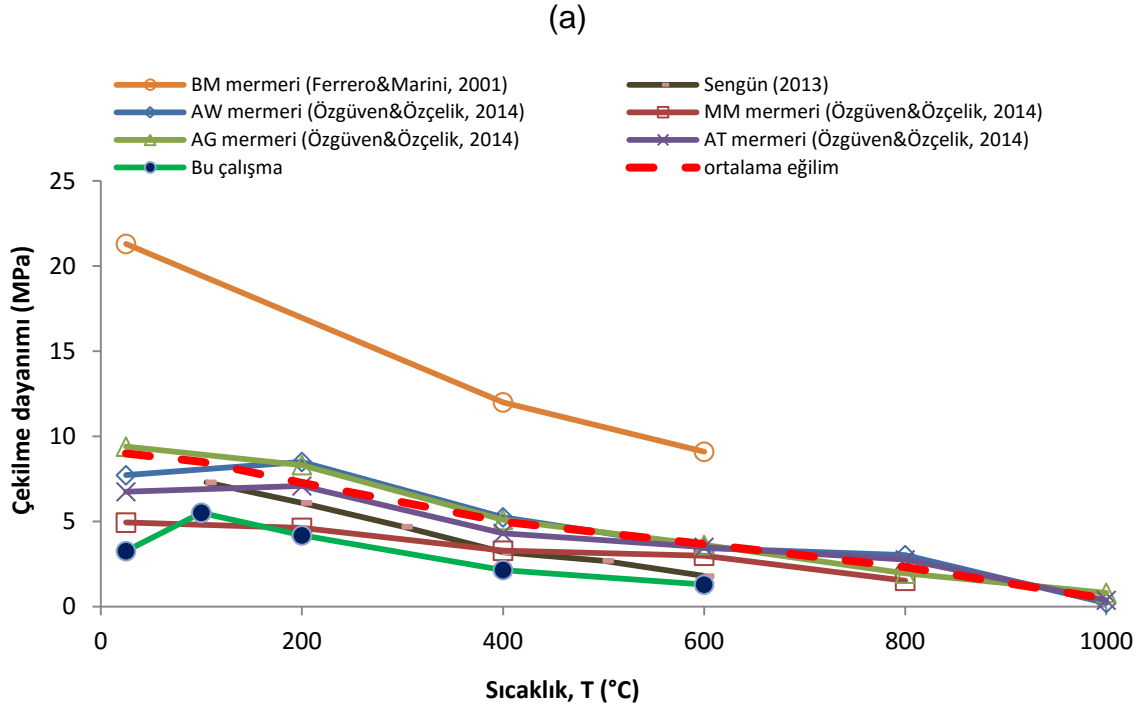 (a)
BM mermeri (Ferrero&Marini, 2001)
Sengün (2013)
AW mermeri (Özgüven&Özçelik, 2014)
MM mermeri (Özgüven&Özçelik, 2014)
AG mermeri (Özgüven&Özçelik, 2014)
AT mermeri (Özgüven&Özçelik, 2014)
Bu çalışma
ortalama eğilim
Çekilme dayanımı (MPa)
25
20
15
10
5
0
0 200 400 600 800 1000
Sıcaklık, T (°C)